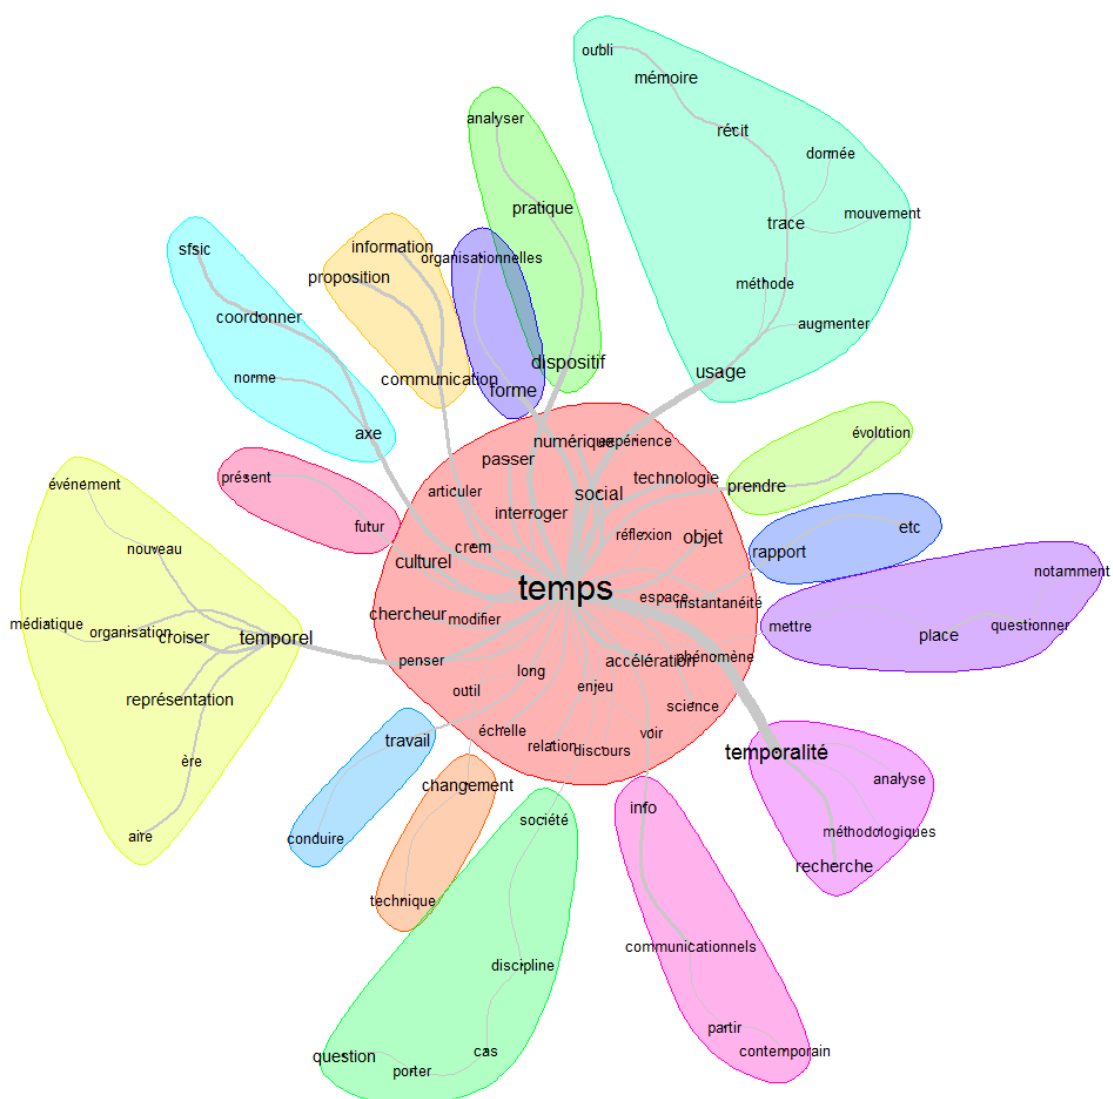 oubli
mémoire
analyser
récit
donnée
pratique
mouvement
trace
information
sfsic
organisationnelles
proposition
méthode
coordonner
augmenter
dispositif
usage
norme
communication
forme
axe
évolution
numérique
expérience
passer
présent
technologie
prendre
événement
articuler
social
interroger
futur
etc
réflexion
objet
nouveau
crem
rapport
culturel
notamment
temps
espace
instantanéité
chercheur
modifier
médiatique
organisation
croiser
temporel
mettre
place
questionner
penser
accélération
phénomène
long
outil
enjeu
représentation
science
échelle
voir
travail
relation
discours
temporalité
ère
analyse
changement
info
société
aire
conduire
méthodologiques
recherche
technique
communicationnels
discipline
partir
cas
contemporain
question
porter